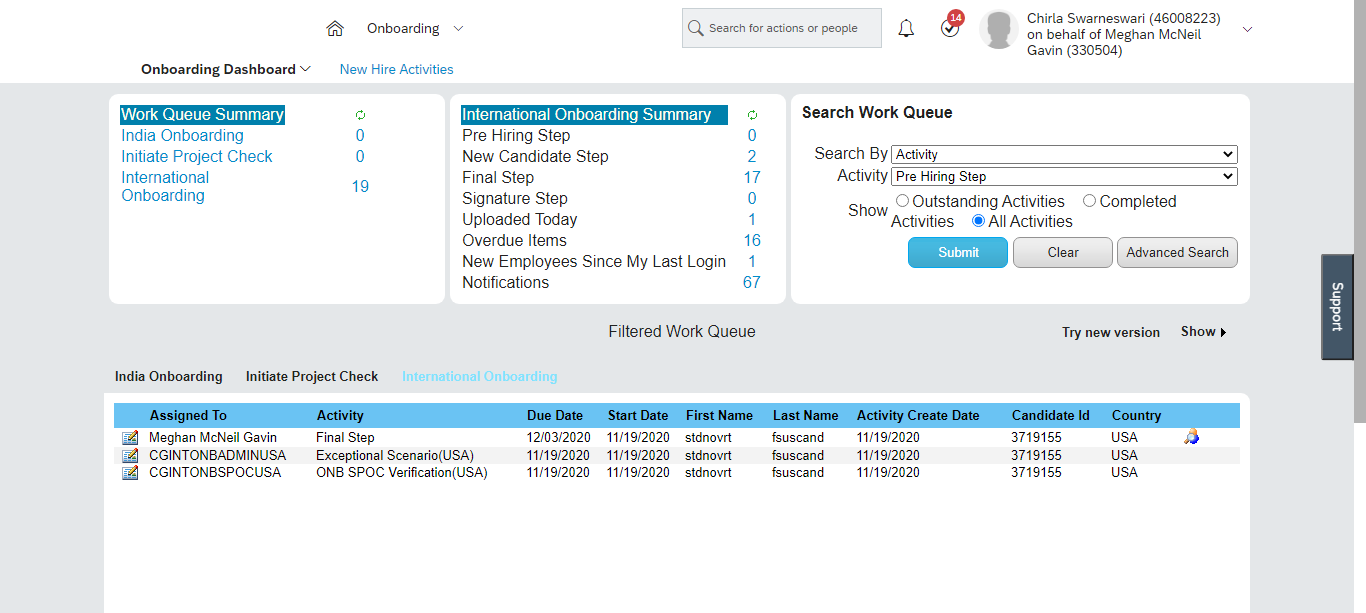 Onboarding
Search for actions or people
14
Chirla Swarneswari (46008223)
on behalf of Meghan McNeil
Gavin (330504)
Onboarding Dashboard
New Hire Activities
Work Queue Summary
India Onboarding 0
Initiate Project Check 0
International
Onboarding 19
International Onboarding Summary
Pre Hiring Step 0
New Candidate Step 2
Final Step 17
Signature Step 0
Uploaded Today 1
Overdue Items 16
New Employees Since My Last Login 1
Notifications 67
Search Work Queue
Search By Activity
Activity Pre Hiring Step
Show Outstanding Activities Completed
Activities All Activities
Submit Clear Advanced Search
Support
Filtered Work Queue
Try new version Show
India Onboarding Initiate Project Check International Onboarding
Assigned To Activity Due Date Start Date First Name Last Name Activity Create Date Candidate Id Country
Meghan McNeil Gavin Final Step 12/03/2020 11/19/2020 stdnovrt fsuscand 11/19/2020 3719155 USA
CGINTONBADMINUSA Exceptional Scenario(USA) 11/19/2020 11/19/2020 stdnovrt fsuscand 11/19/2020 3719155 USA
CGINTONBSPOCUSA ONB SPOC Verification(USA) 11/19/2020 11/19/2020 stdnovrt fsuscand 11/19/2020 3719155 USA